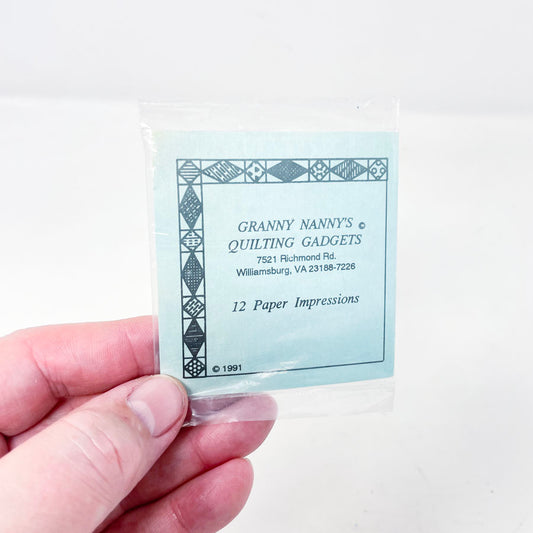 GRANNY NANNY'S ©
QUILTING GADGETS
7521 Richmond Rd.
Williamsburg, VA 23188-7226
12 Paper Impressions
© 1991